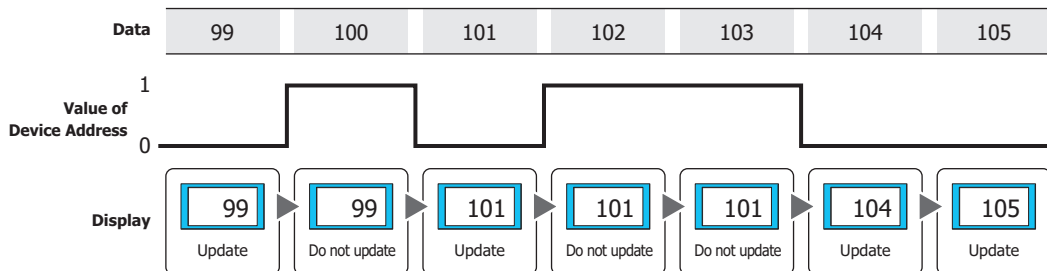 Data 99 100 101 102 103 104 105
1
Value of
Device Address
0
Display 99 99 101 101 101 104 105
Update Do not update Update Do not update Do not update Update Update